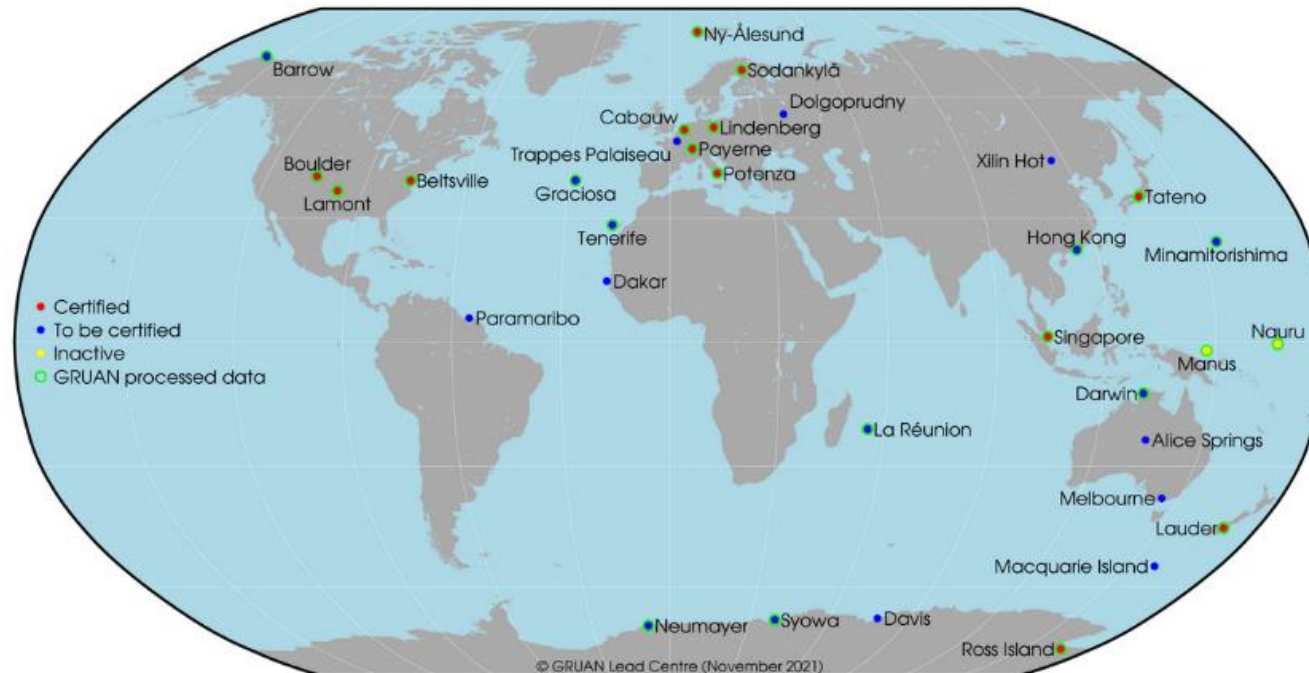 Ny-Ålesund
Barrow
Sodankylä
Dolgoprudny
Cabauw
Lindenberg
Trappes Palaiseau
Payerne
Xilin Hot
Boulder
Beltsville
Potenza
Lamont
Graciosa
Tateno
Tenerife
Hong Kong
Minamitorishima
Dakar
Certified
To be certified
Paramaribo
Inactive
GRUAN processed data
Singapore
Nauru
Manus
Darwin
La Réunion
Alice Springs
Melbourne
Lauder
Macquarie Island
Neumayer
Syowa
Davis
Ross Island
© GRUAN Lead Centre (November 2021)